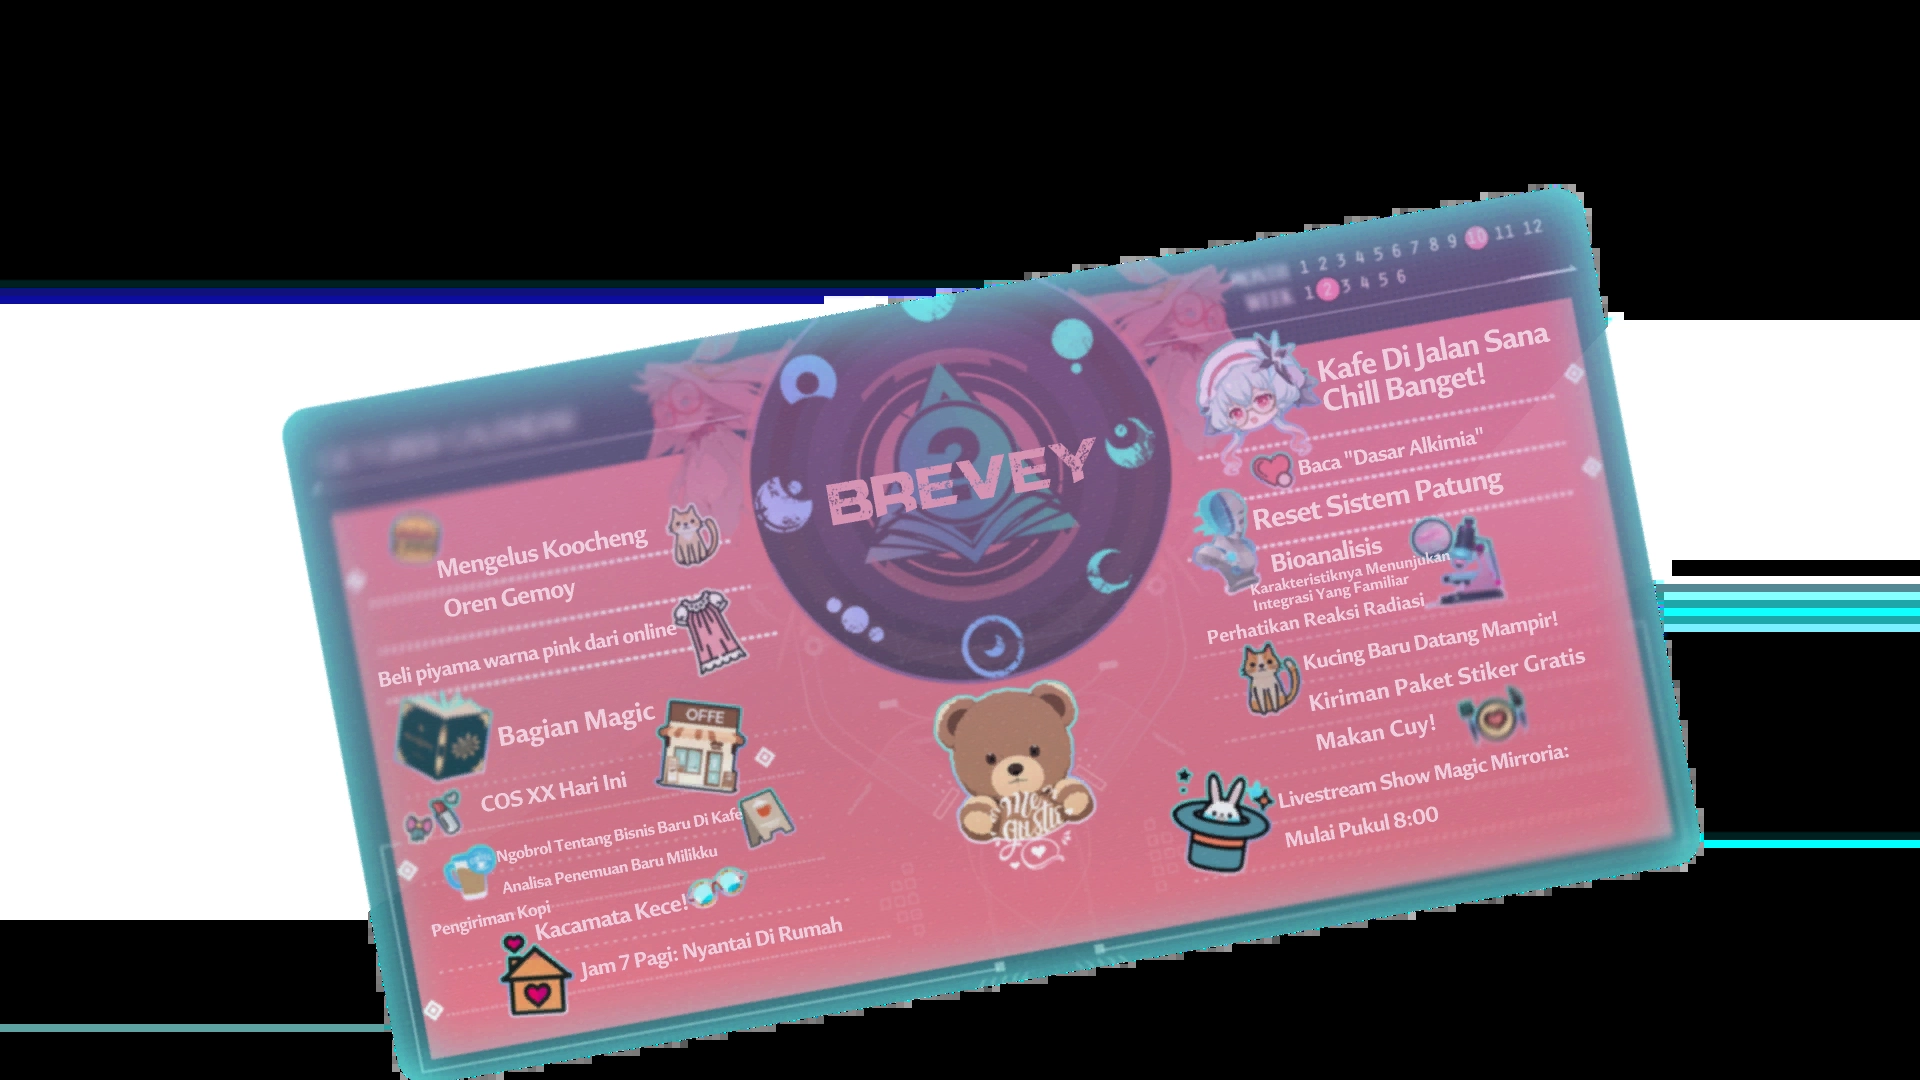 1 2 3 4 5 6 7 8 9 10 11 12
1 2 3 4 5 6
BREVEY
Mengelus Koocheng
Oren Gemoy
Beli piyama warna pink dari online
Bagian Magic
OFFE
COS XX Hari Ini
Ngobrol Tentang Bisnis Baru Di Kafe
Analisa Penemuan Baru Milikku
Pengiriman Kopi
Kacamata Kece!
Jam 7 Pagi: Nyantai Di Rumah
Me
gusta
Kafe Di Jalan Sana
Chill Banget!
Baca "Dasar Alkimia"
Reset Sistem Patung
Bioanalisis
Karakteristiknya Menunjukan
Integrasi Yang Familiar
Perhatikan Reaksi Radiasi
Kucing Baru Datang Mampir!
Kiriman Paket Stiker Gratis
Makan Cuy!
Livestream Show Magic Mirroria:
Mulai Pukul 8:00